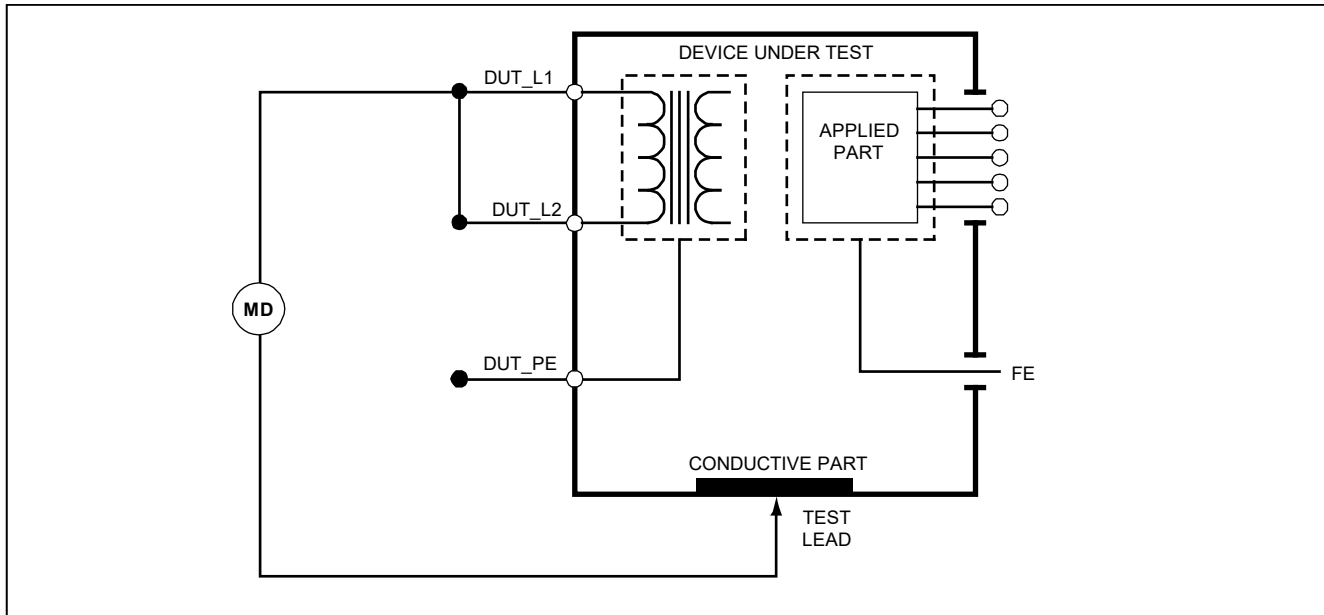 DEVICE UNDER TEST
DUT_L1
APPLIED
PART
DUT_L2
MD
DUT_PE
FE
CONDUCTIVE PART
TEST
LEAD